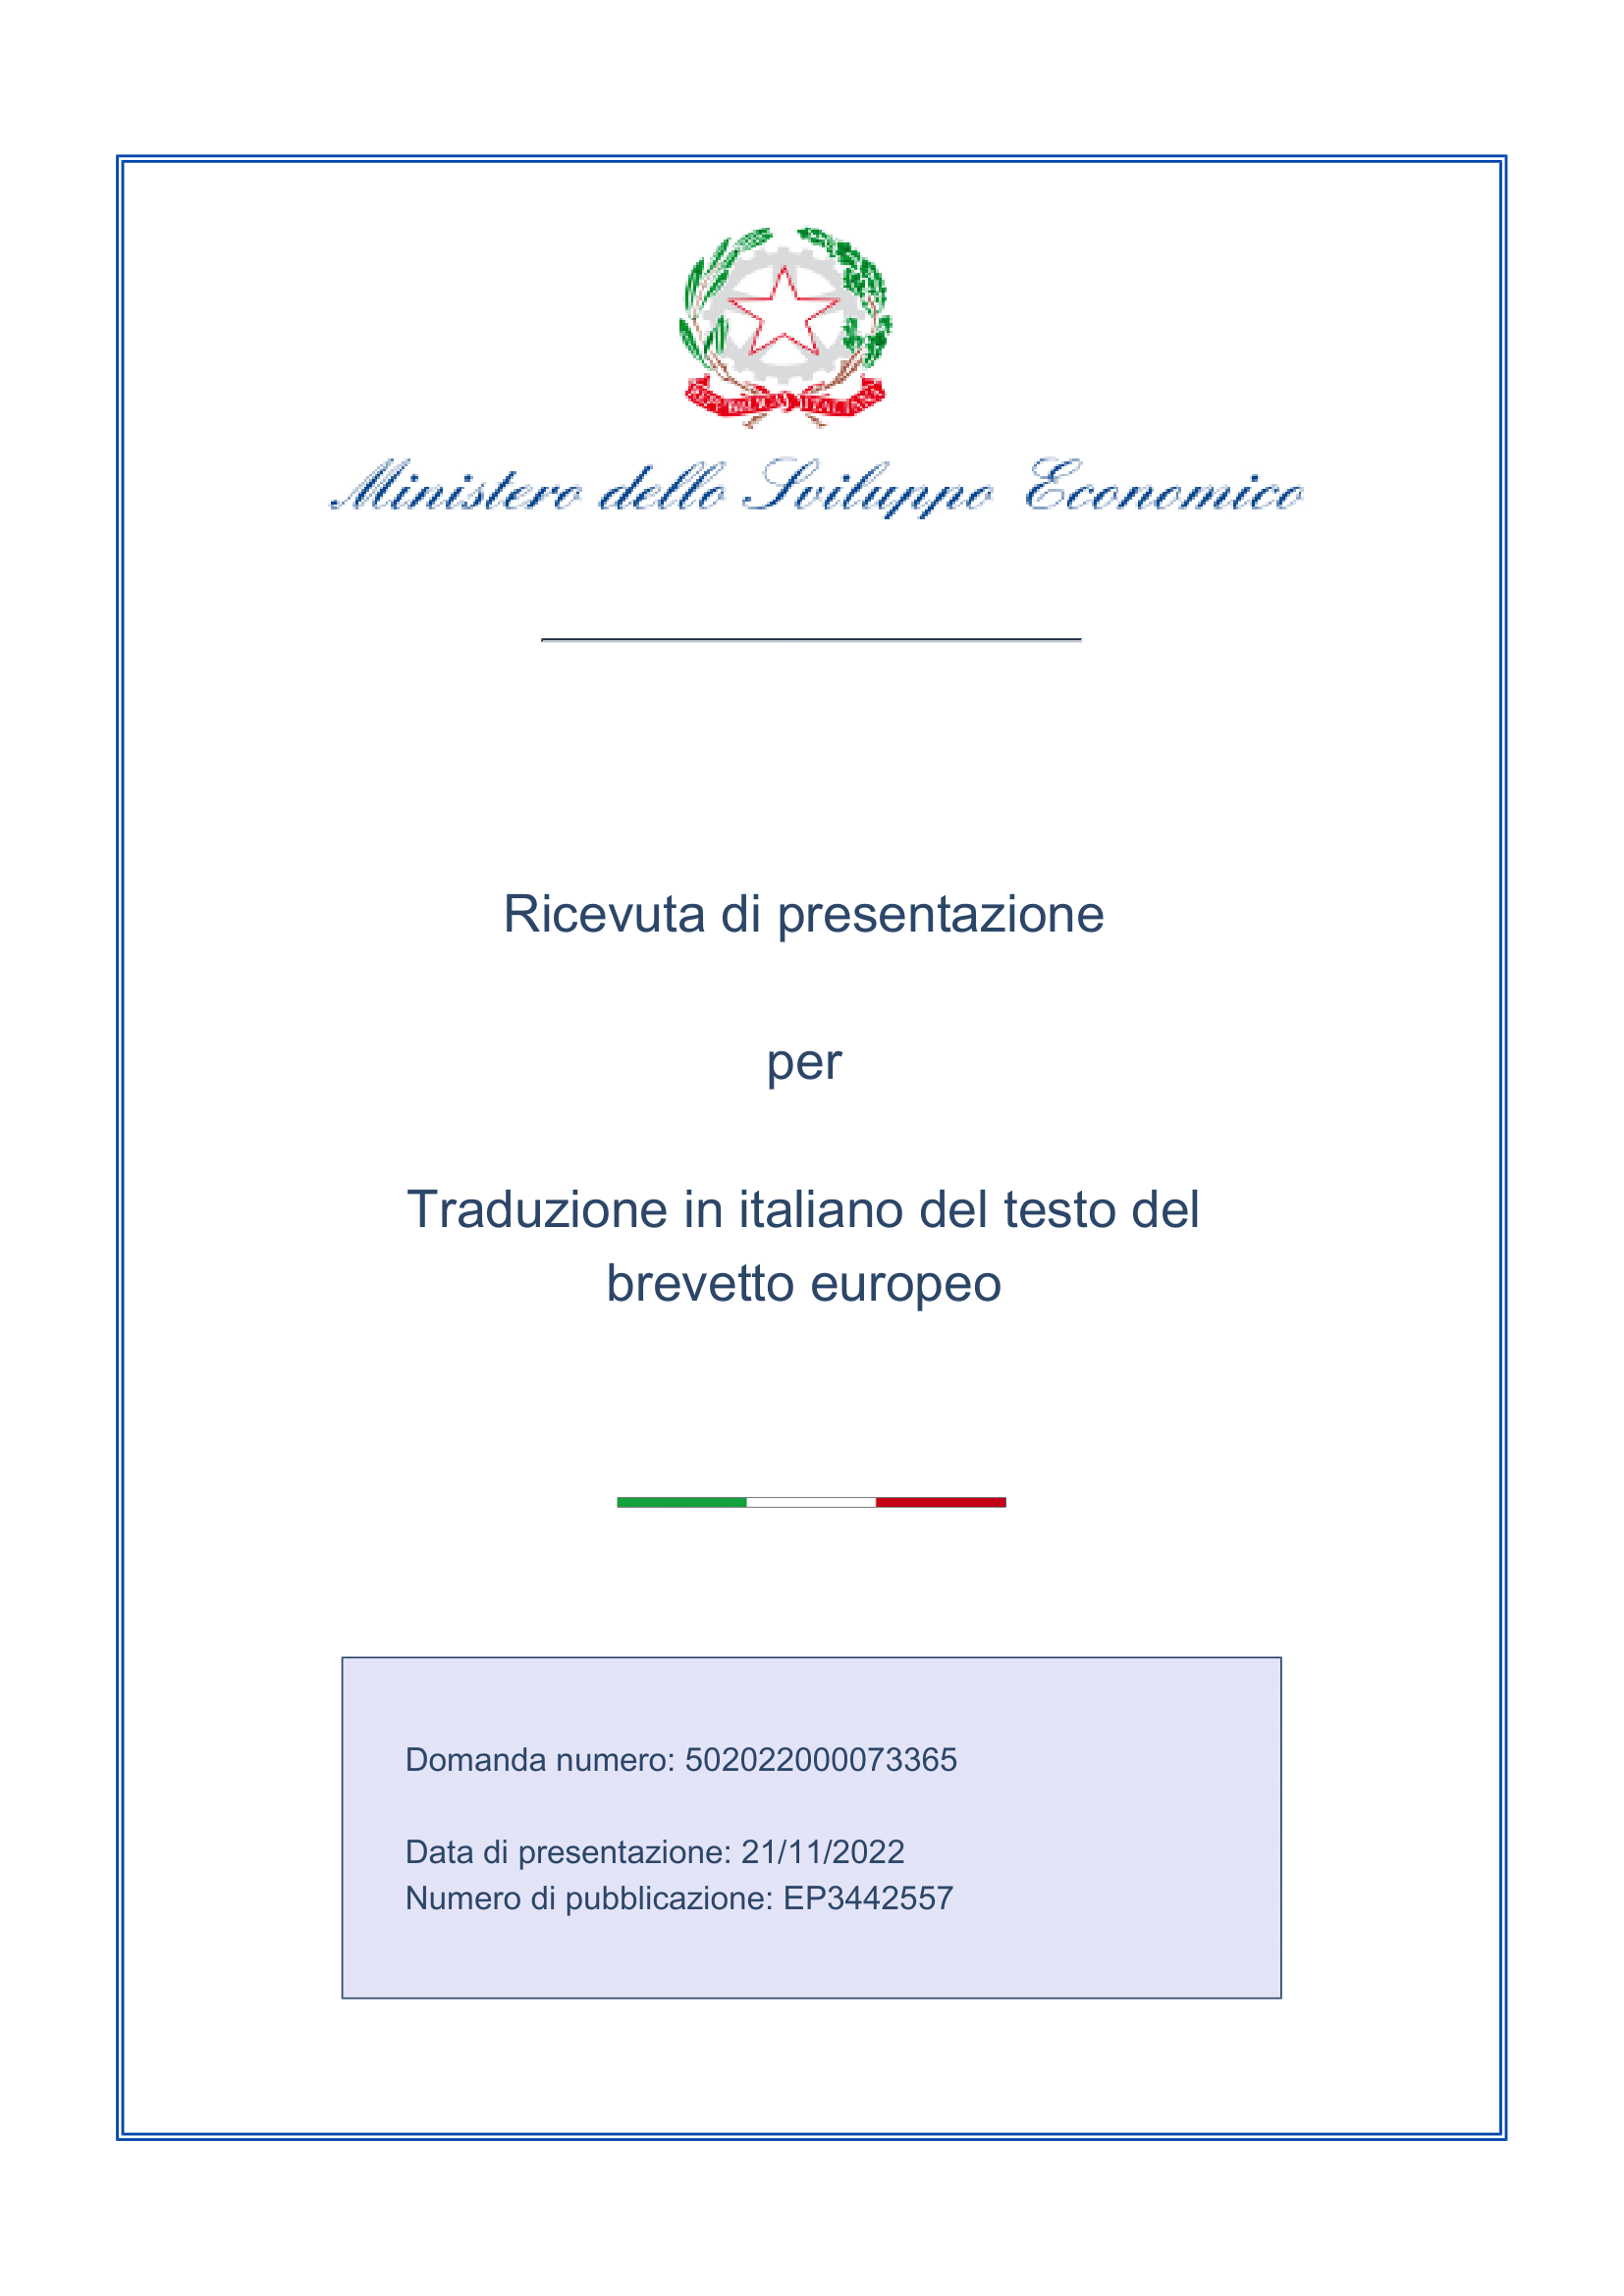 REPVBBLICA ITALIANA
Ministero dello Sviluppo Economico
Ricevuta di presentazione
per
Traduzione in italiano del testo del
brevetto europeo
Domanda numero: 502022000073365
Data di presentazione: 21/11/2022
Numero di pubblicazione: EP3442557